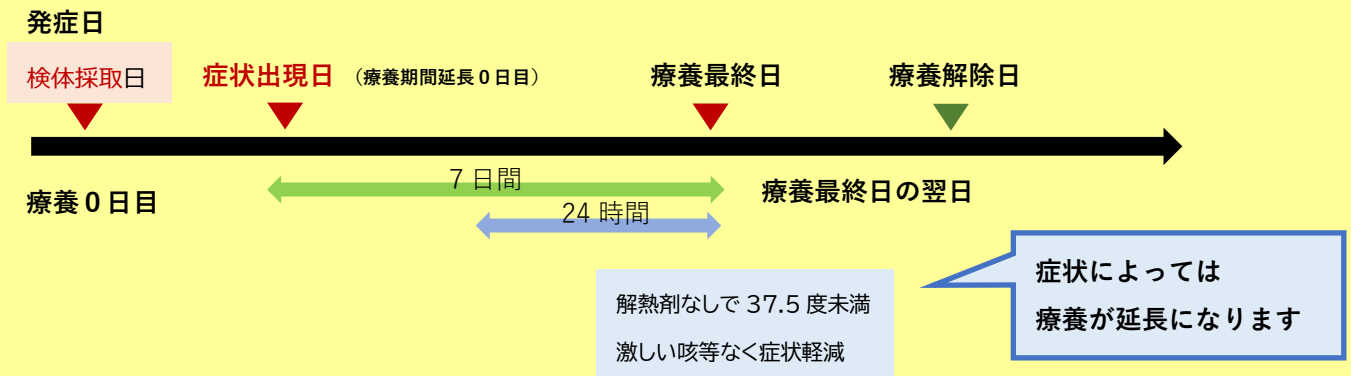 発症日
検体採取日
症状出現日 （療養期間延長０日目）
療養最終日
療養解除日
7 日間
療養０日目
療養最終日の翌日
24 時間
症状によっては
療養が延長になります
解熱剤なしで 37.5 度未満
激しい咳等なく症状軽減